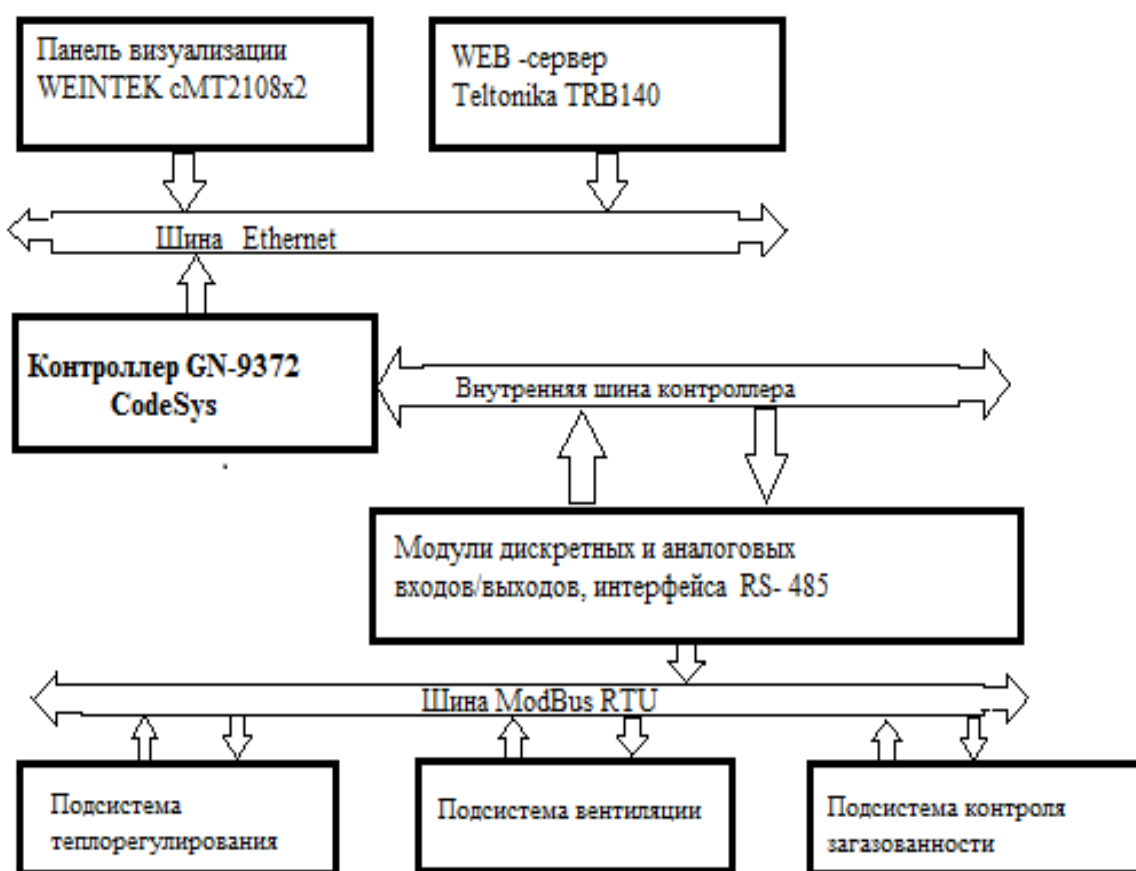 Панель визуализации
WEINTEK cMT2108x2
WEB -сервер
Teltonika TRB140
Шина Ethernet
Контроллер GN-9372
CodeSys
Внутренняя шина контроллера
Модули дискретных и аналоговых
входов/выходов, интерфейса RS- 485
Шина ModBus RTU
Подсистема
теплорегулирования
Подсистема вентиляции
Подсистема контроля
загазованности